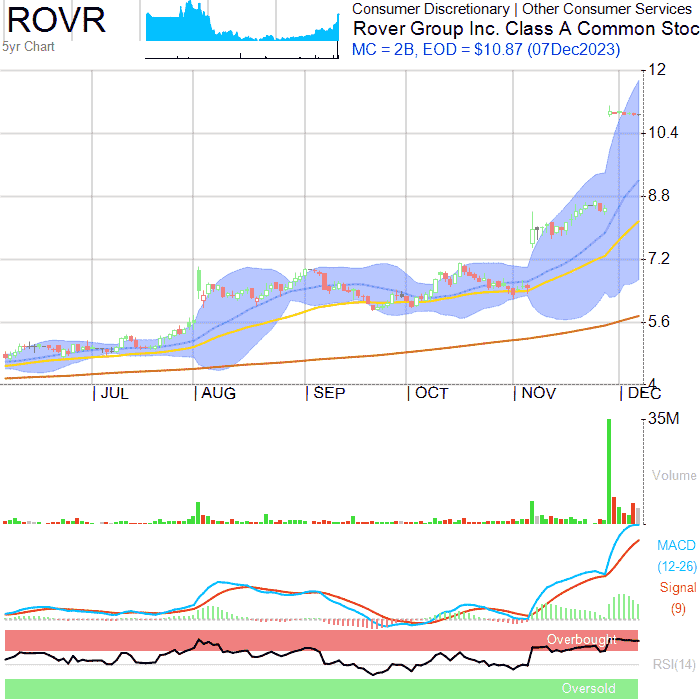 ROVR
5yr Chart
Consumer Discretionary | Other Consumer Services
Rover Group Inc. Class A Common Stoc
MC = 2B, EOD = $10.87 (07Dec2023)
12
10.4
8.8
7.2
5.6
4
JUL AUG SEP OCT NOV DEC
35M
Volume
MACD
(12-26)
Signal
(9)
Overbought
RSI(14)
Oversold